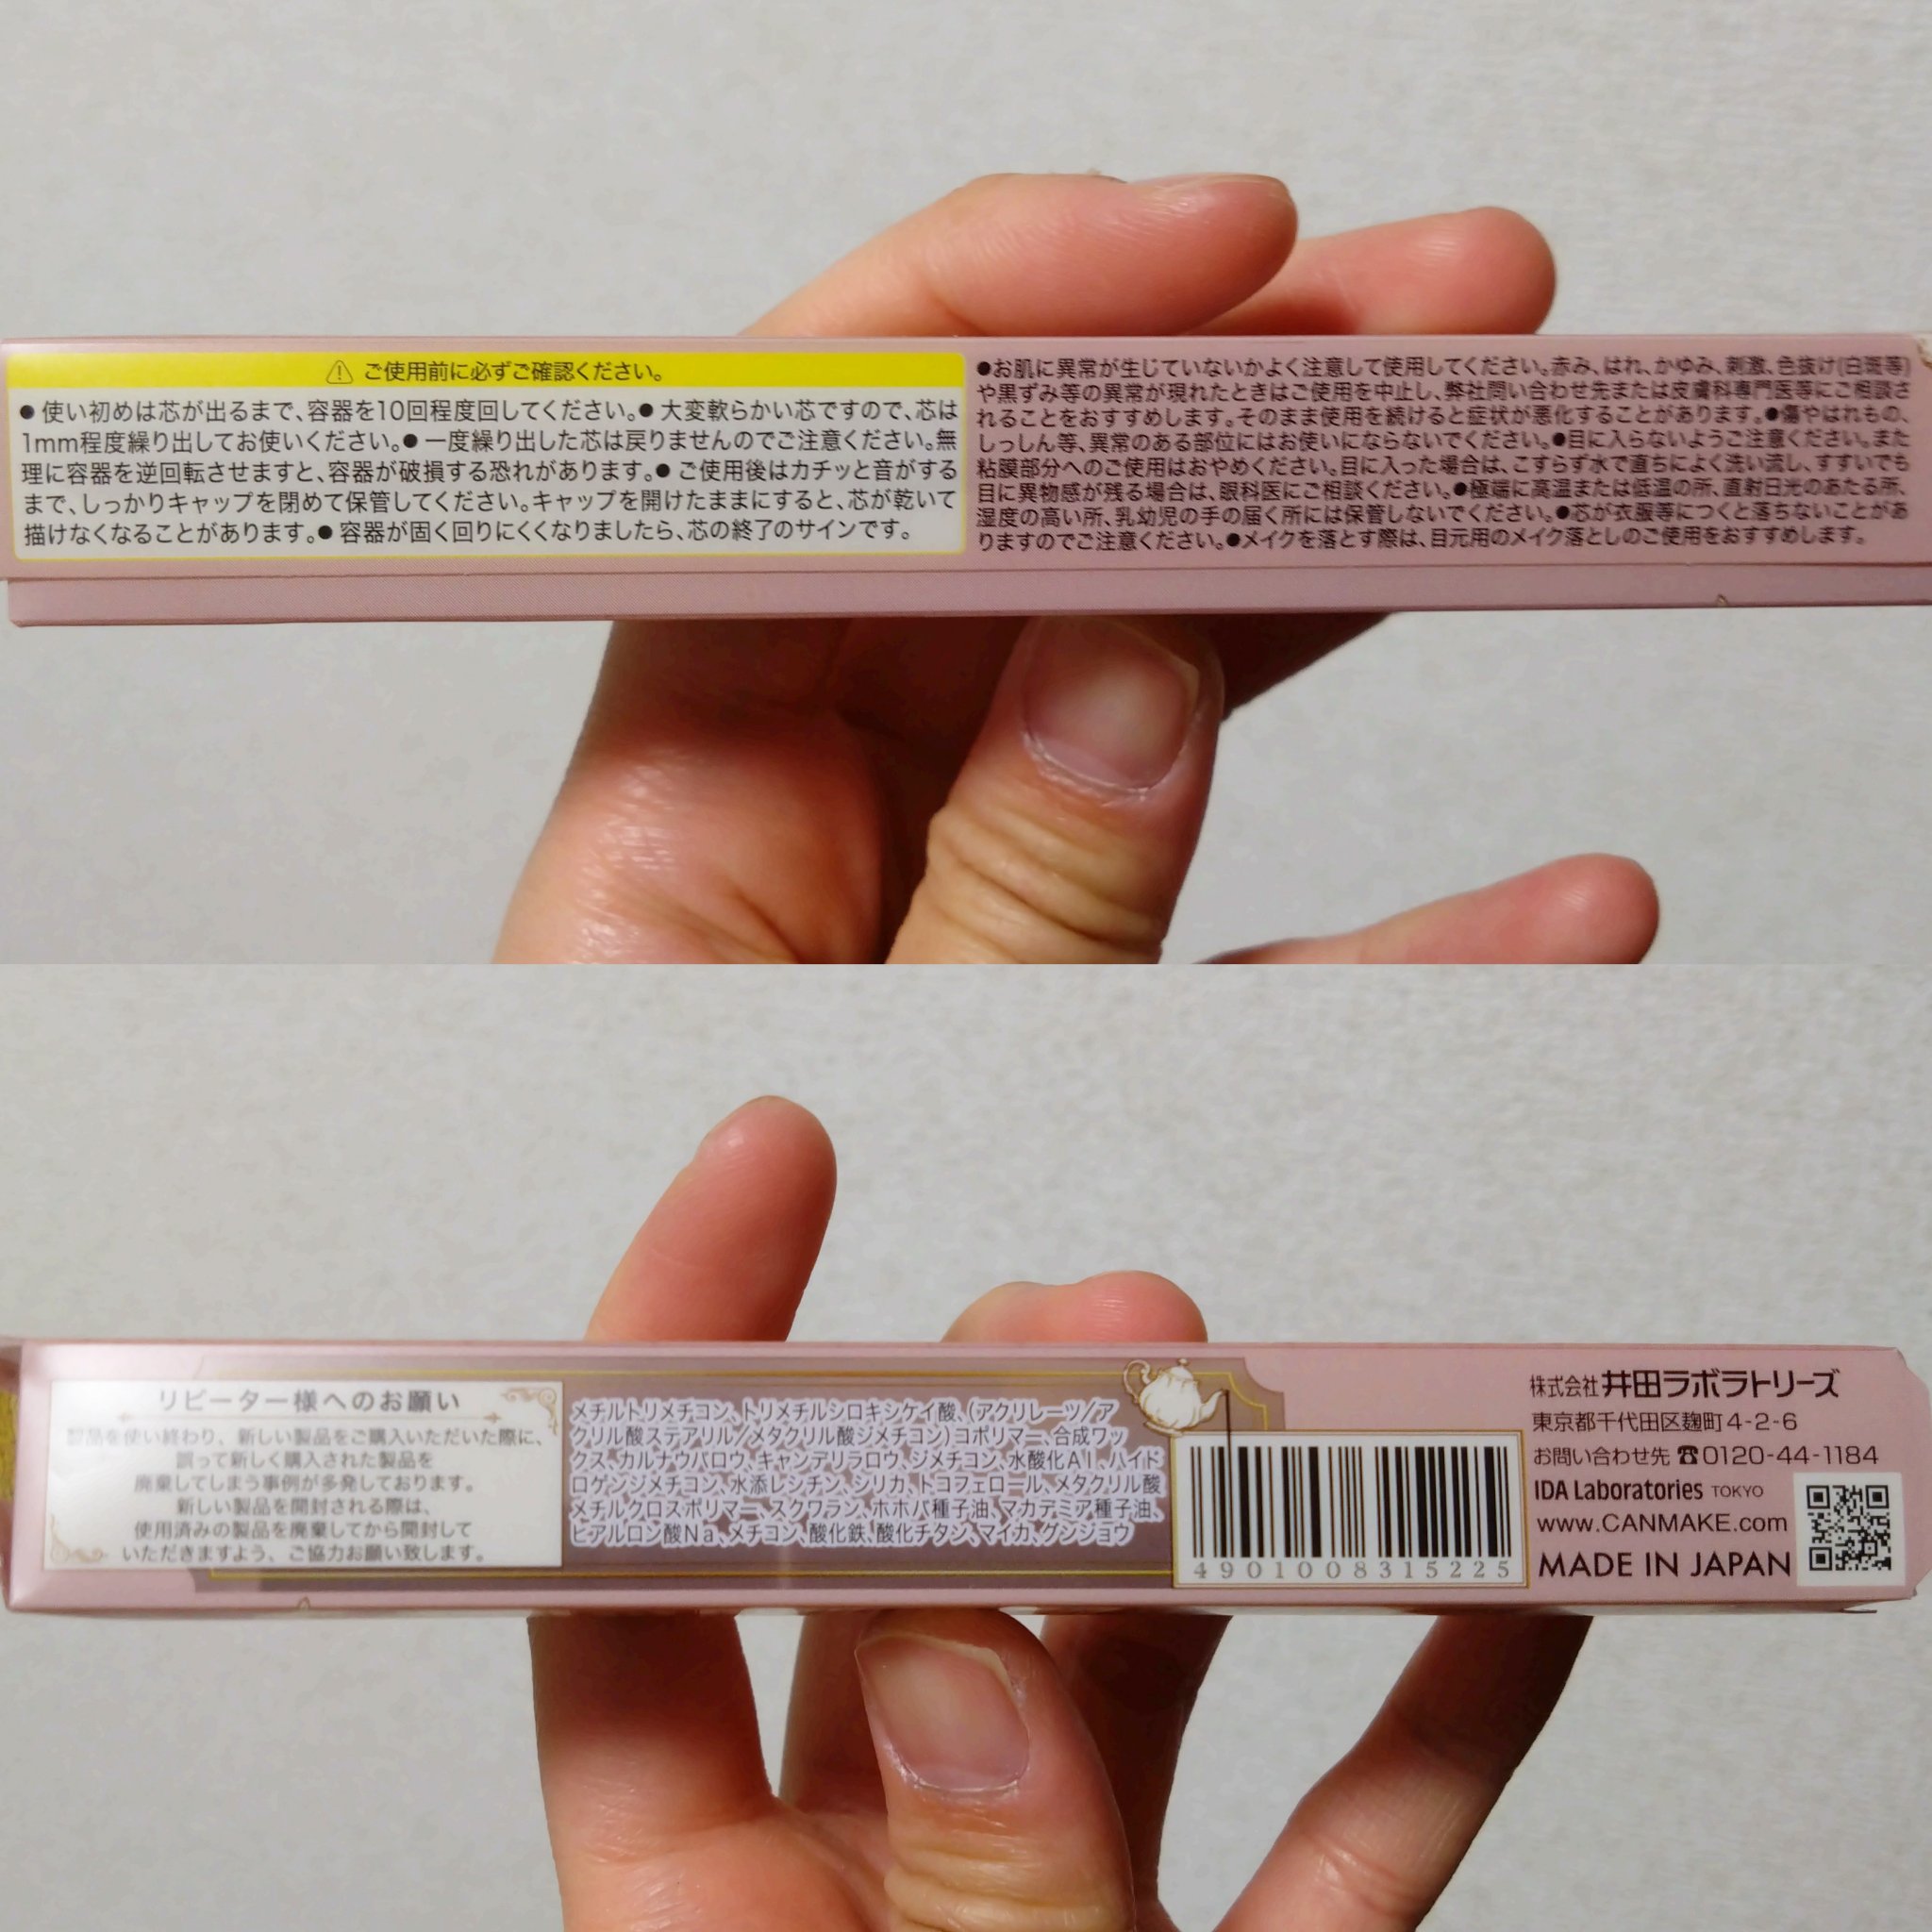 ご使用前に必ずご確認ください。
●使い初めは芯が出るまで、容器を10回程度回してください。●大変軟らかい芯ですので、芯は
1mm程度繰り出してお使いください。●一度繰り出した芯は戻りませんのでご注意ください。無
理に容器を逆回転させますと、容器が破損する恐れがあります。●ご使用後はカチッと音がする
まで、しっかりキャップを閉めて保管してください。キャップを開けたままにすると、芯が乾いて
描けなくなることがあります。●容器が固く回りにくくなりましたら、芯の終了のサインです。
●お肌に異常が生じていないかよく注意して使用してください。赤み、はれ、かゆみ、刺激、色抜け(白斑等)
や黒ずみ等の異常が現れたときはご使用を中止し、弊社問い合わせ先または皮膚科専門医等にご相談さ
れることをおすすめします。そのまま使用を続けると症状が悪化することがあります。●傷やはれもの、
しっしん等、異常のある部位にはお使いにならないでください。●目に入らないようご注意ください。また
粘膜部分へのご使用はおやめください。目に入った場合は、こすらず水で直ちによく洗い流し、すすいでも
目に異物感が残る場合は、眼科医にご相談ください。●極端に高温または低温の所、直射日光のあたる所、
湿度の高い所、乳幼児の手の届く所には保管しないでください。●芯が衣服等につくと落ちないことがあ
りますのでご注意ください。●メイクを落とす際は、目元用のメイク落としのご使用をおすすめします。
リピーター様へのお願い
製品を使い終わり、新しい製品をご購入いただいた際に、
誤って新しく購入された製品を
廃棄してしまう事例が多発しております。
新しい製品を開封される際は、
使用済みの製品を廃棄してから開封して
いただきますよう、ご協力お願い致します。
メチルトリメチコン、トリメチルシロキシケイ酸、(アクリレーツ/ア
クリル酸ステアリル/メタクリル酸ジメチコン)コポリマー、合成ワッ
クス、カルナウバロウ、キャンデリラロウ、ジメチコン、水酸化Al、ハイド
ロゲンジメチコン、水添レシチン、シリカ、トコフェロール、メタクリル酸
メチルクロスポリマー、スクワラン、ホホバ種子油、マカデミア種子油、
ヒアルロン酸Na、メチコン、酸化鉄、酸化チタン、マイカ、グンジョウ
4901008315225
株式会社井田ラボラトリーズ
東京都千代田区麹町4-2-6
お問い合わせ先☎0120-44-1184
IDA Laboratories TOKYO
www.CANMAKE.com
MADE IN JAPAN